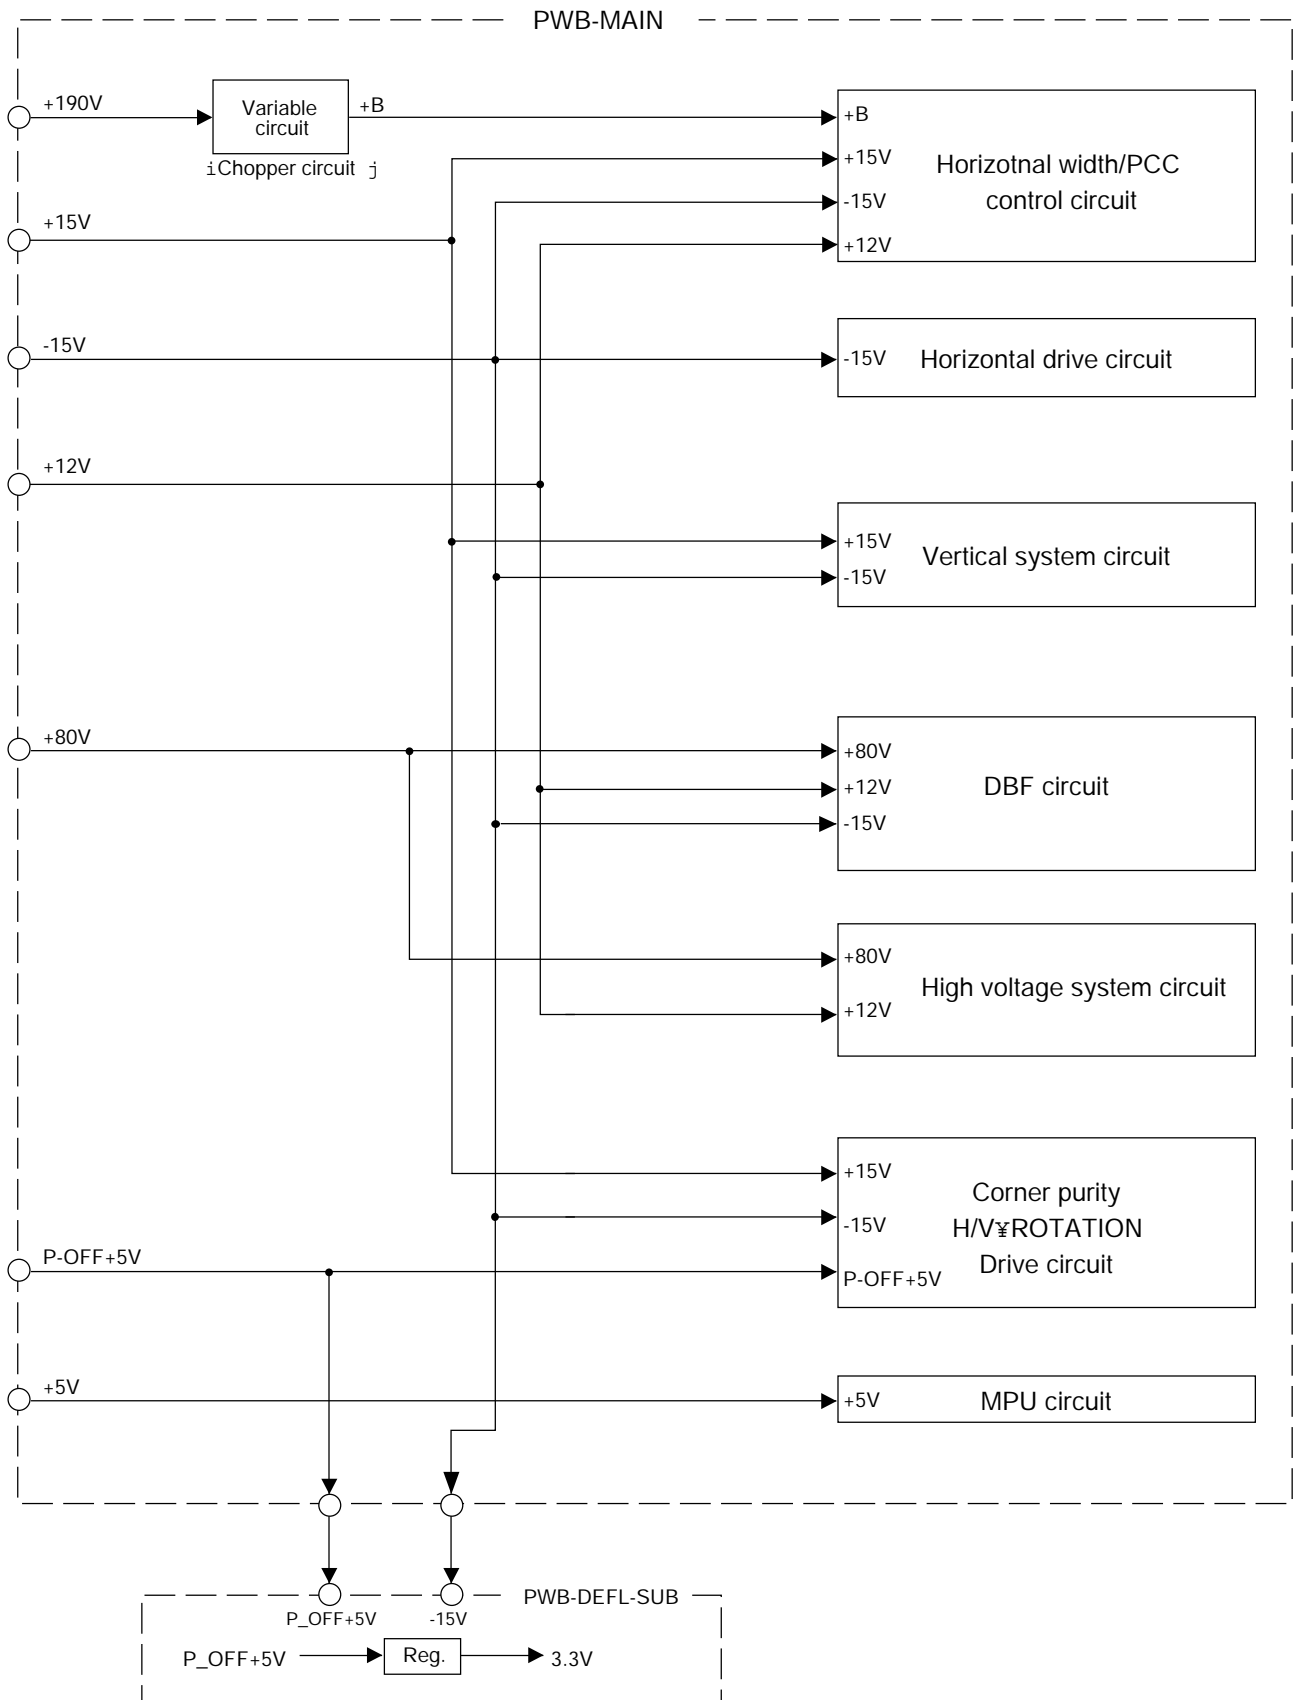 PWB-MAIN
+190V
Variable
circuit
+B
iChopper circuit j
+B
+15V
-15V
+12V
Horizotnal width/PCC
control circuit
+15V
-15V
-15V
Horizontal drive circuit
+12V
+15V
-15V
Vertical system circuit
+80V
+80V
+12V
-15V
DBF circuit
+80V
+12V
High voltage system circuit
+15V
-15V
P-OFF+5V
Corner purity
H/V¥ROTATION
Drive circuit
P-OFF+5V
+5V
+5V
MPU circuit
PWB-DEFL-SUB
P_OFF+5V
-15V
P_OFF+5V
Reg.
3.3V